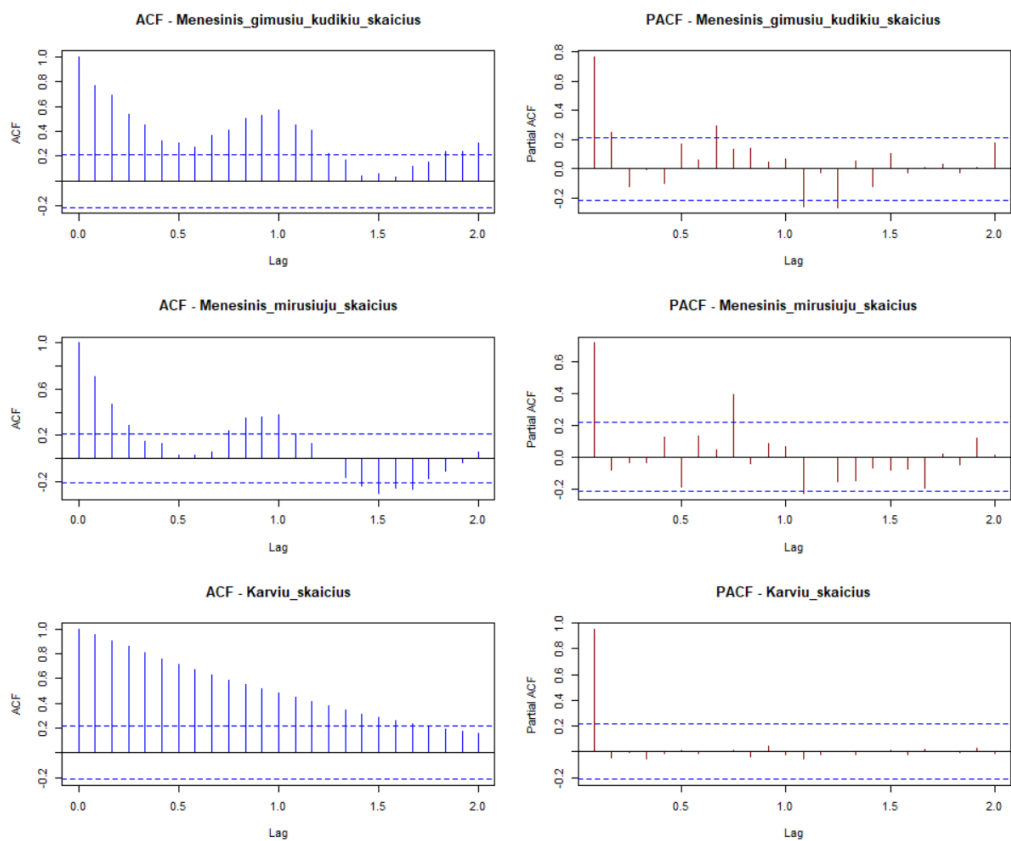 ACF - Menesinis_gimusiu_kudikiu_skaicius
ACF
1.0
0.8
0.6
0.4
0.2
-0.2
0.0 0.5 1.0 1.5 2.0
Lag
PACF - Menesinis_gimusiu_kudikiu_skaicius
Partial ACF
0.8
0.6
0.4
0.2
0.0
-0.2
0.5 1.0 1.5 2.0
Lag
ACF - Menesinis_mirusiuju_skaicius
ACF
1.0
0.6
0.2
-0.2
0.0 0.5 1.0 1.5 2.0
Lag
PACF - Menesinis_mirusiuju_skaicius
Partial ACF
0.6
0.4
0.2
0.0
-0.2
0.5 1.0 1.5 2.0
Lag
ACF - Karviu_skaicius
ACF
1.0
0.8
0.6
0.4
0.2
-0.2
0.0 0.5 1.0 1.5 2.0
Lag
PACF - Karviu_skaicius
Partial ACF
1.0
0.8
0.6
0.4
0.2
-0.2
0.5 1.0 1.5 2.0
Lag